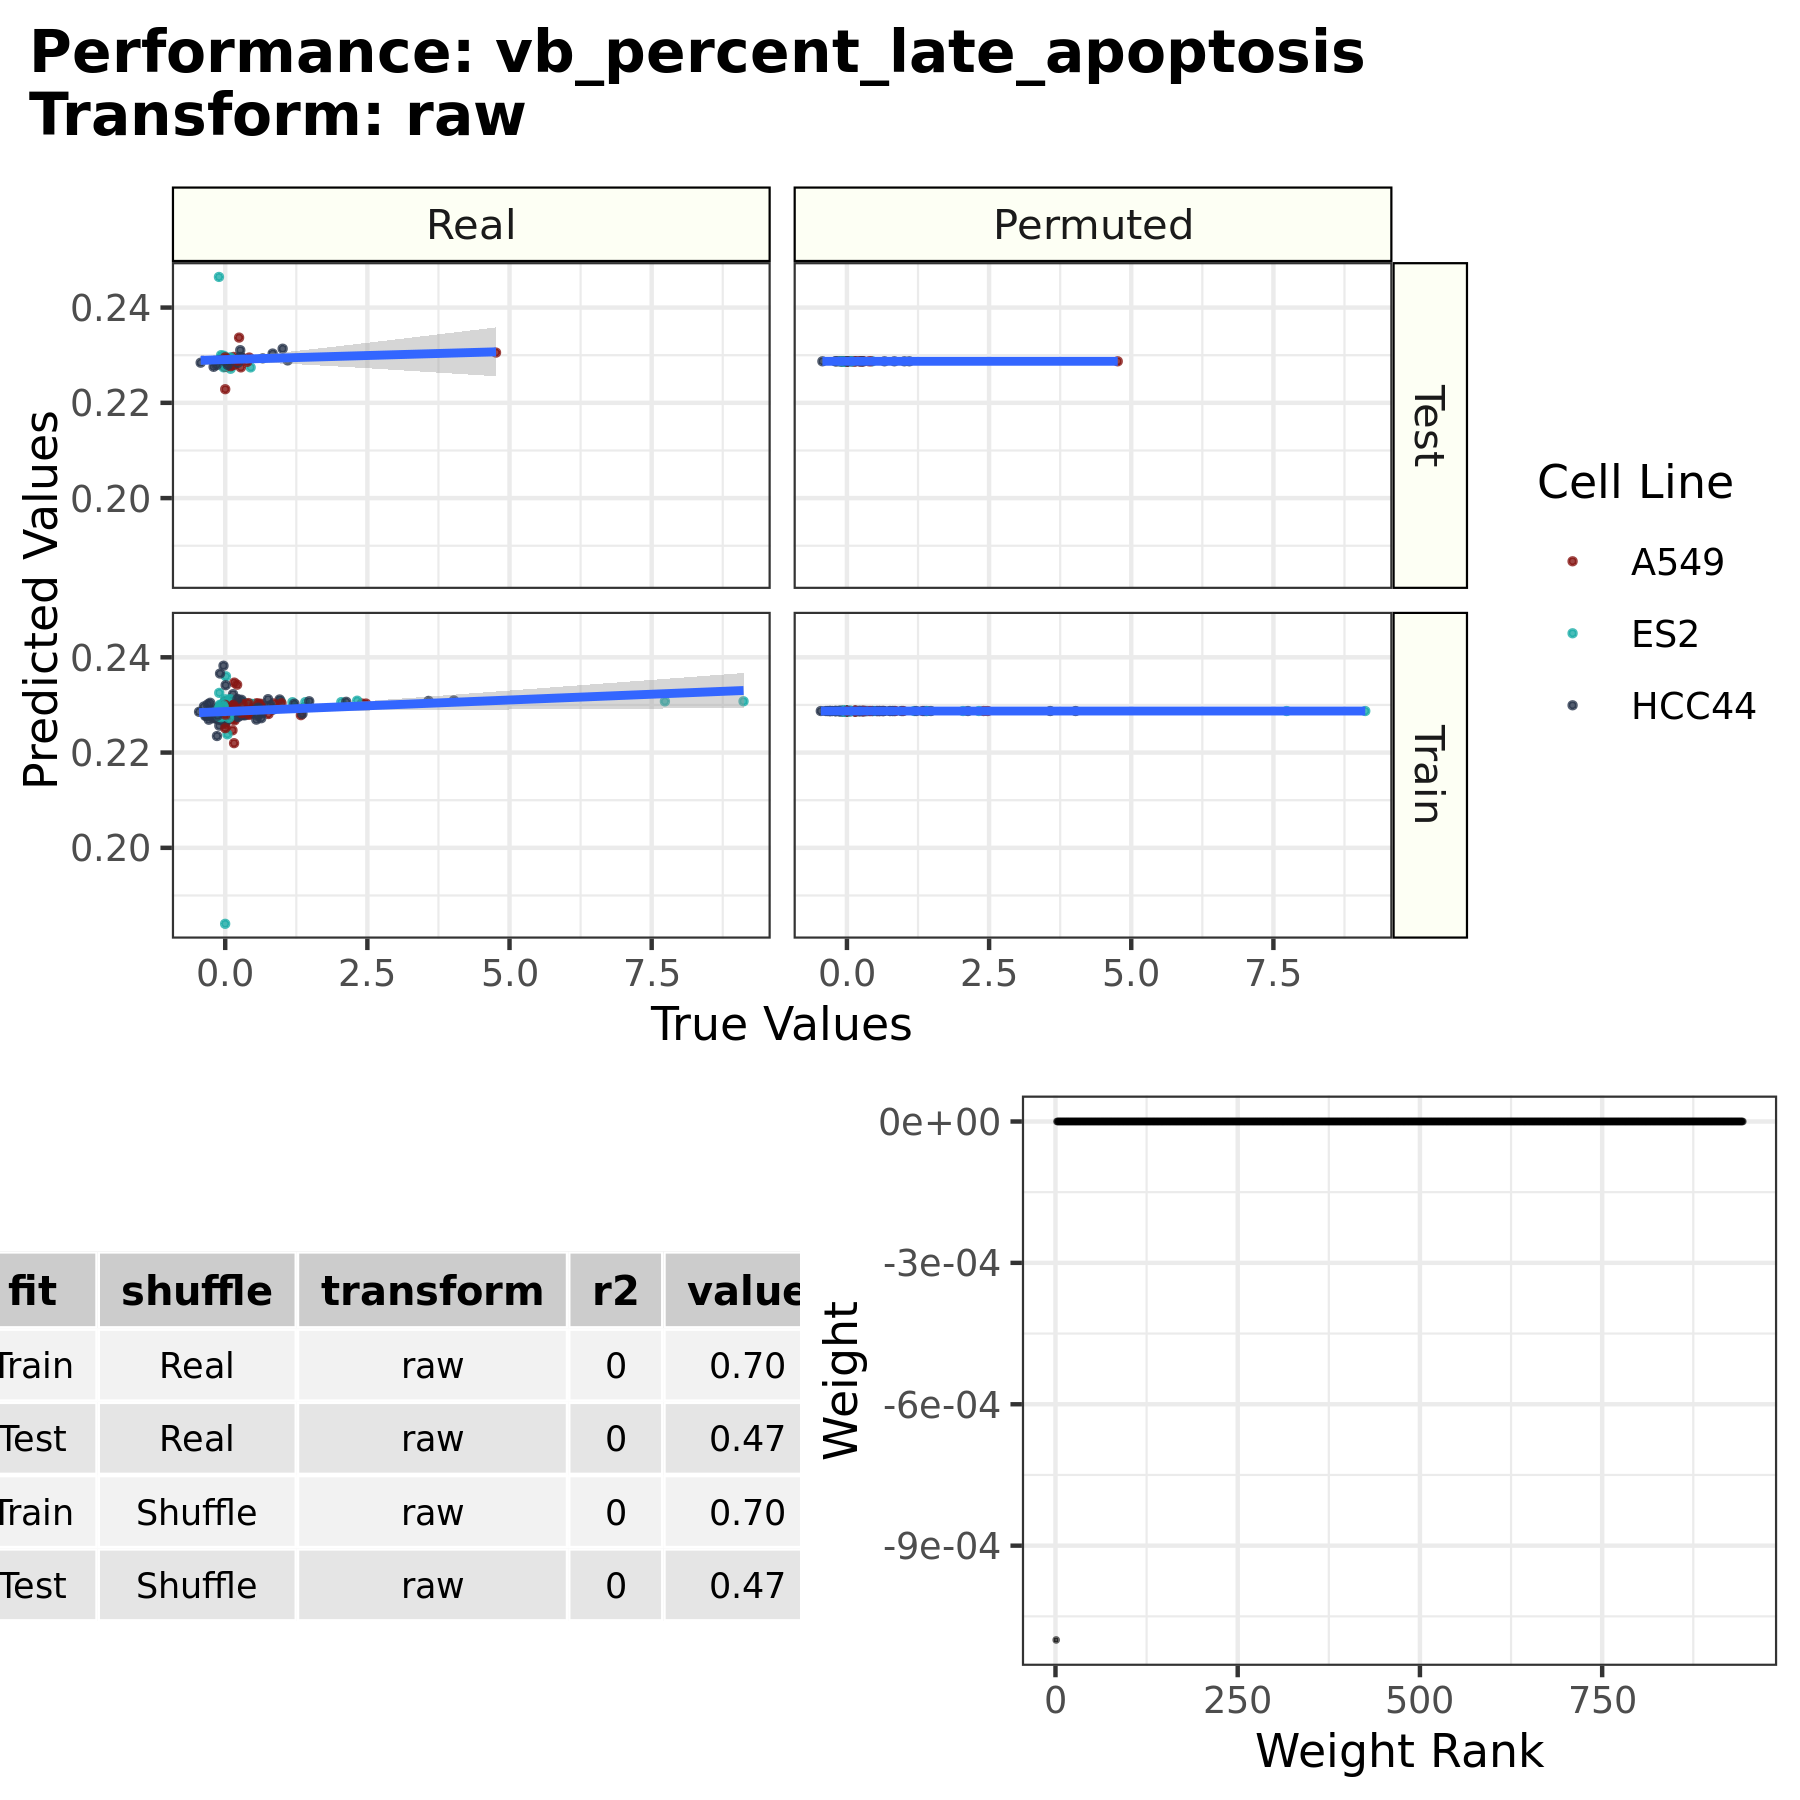 Performance: vb_percent_late_apoptosis
Transform: raw
Real
Permuted
Predicted Values
0.24
0.22
0.20
Test
0.24
0.22
0.20
Train
0.0 2.5 5.0 7.5
0.0 2.5 5.0 7.5
True Values
Cell Line
A549
ES2
HCC44
fit shuffle transform r2 value
Train Real raw 0 0.70
Test Real raw 0 0.47
Train Shuffle raw 0 0.70
Test Shuffle raw 0 0.47
Weight
0e+00
-3e-04
-6e-04
-9e-04
0 250 500 750
Weight Rank